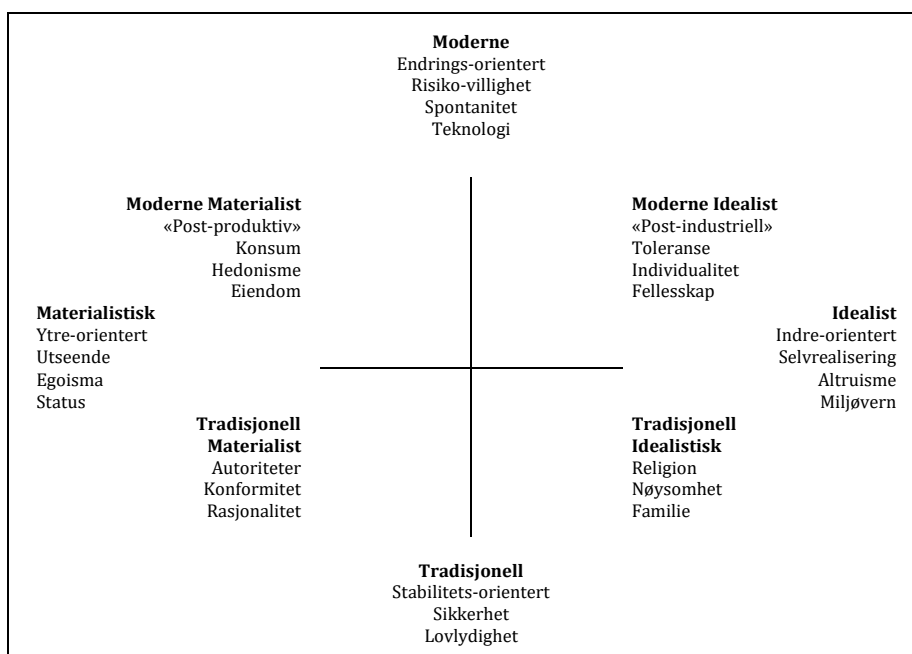 Moderne
Endrings-orientert
Risiko-villighet
Spontanitet
Teknologi
Moderne Materialist
«Post-produktiv»
Konsum
Hedonisme
Eiendom
Moderne Idealist
«Post-industriell»
Toleranse
Individualitet
Fellesskap
Materialistisk
Ytre-orientert
Utseende
Egoisma
Status
Idealist
Indre-orientert
Selvrealisering
Altruisme
Miljøvern
Tradisjonell
Materialist
Autoriteter
Konformitet
Rasjonalitet
Tradisjonell
Idealistisk
Religion
Nøysomhet
Familie
Tradisjonell
Stabilitets-orientert
Sikkerhet
Lovlydighet